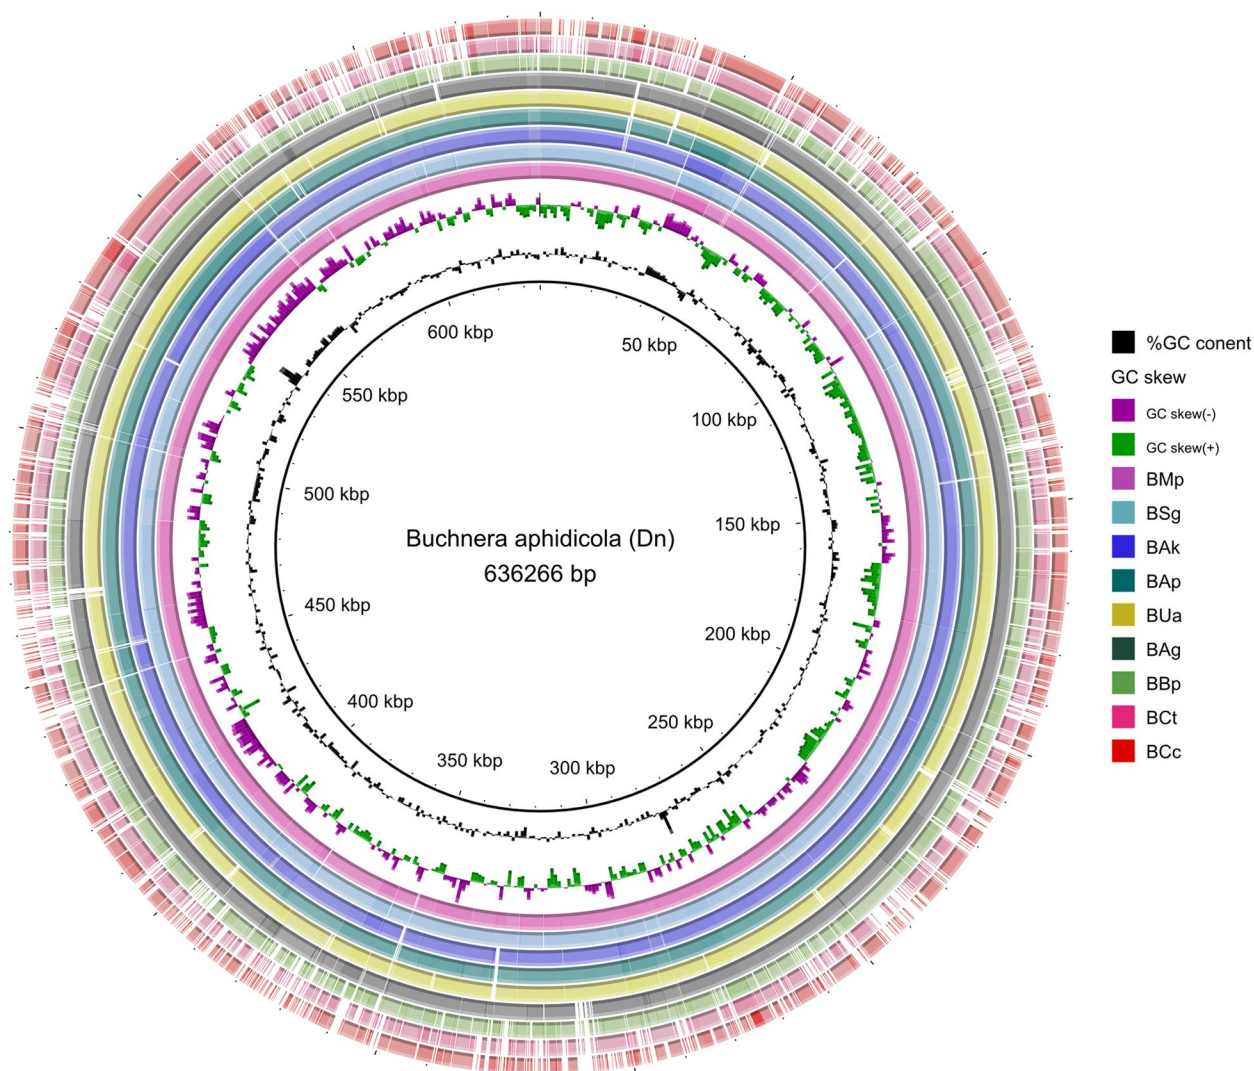 600 kbp
50 kbp
550 kbp
100 kbp
500 kbp
150 kbp
Buchnera aphidicola (Dn)
636266 bp
450 kbp
200 kbp
400 kbp
250 kbp
350 kbp
300 kbp
%GC conent
GC skew
GC skew(-)
GC skew(+)
BMp
BSg
BAk
BAp
BUa
BAg
BBp
BCt
BCc